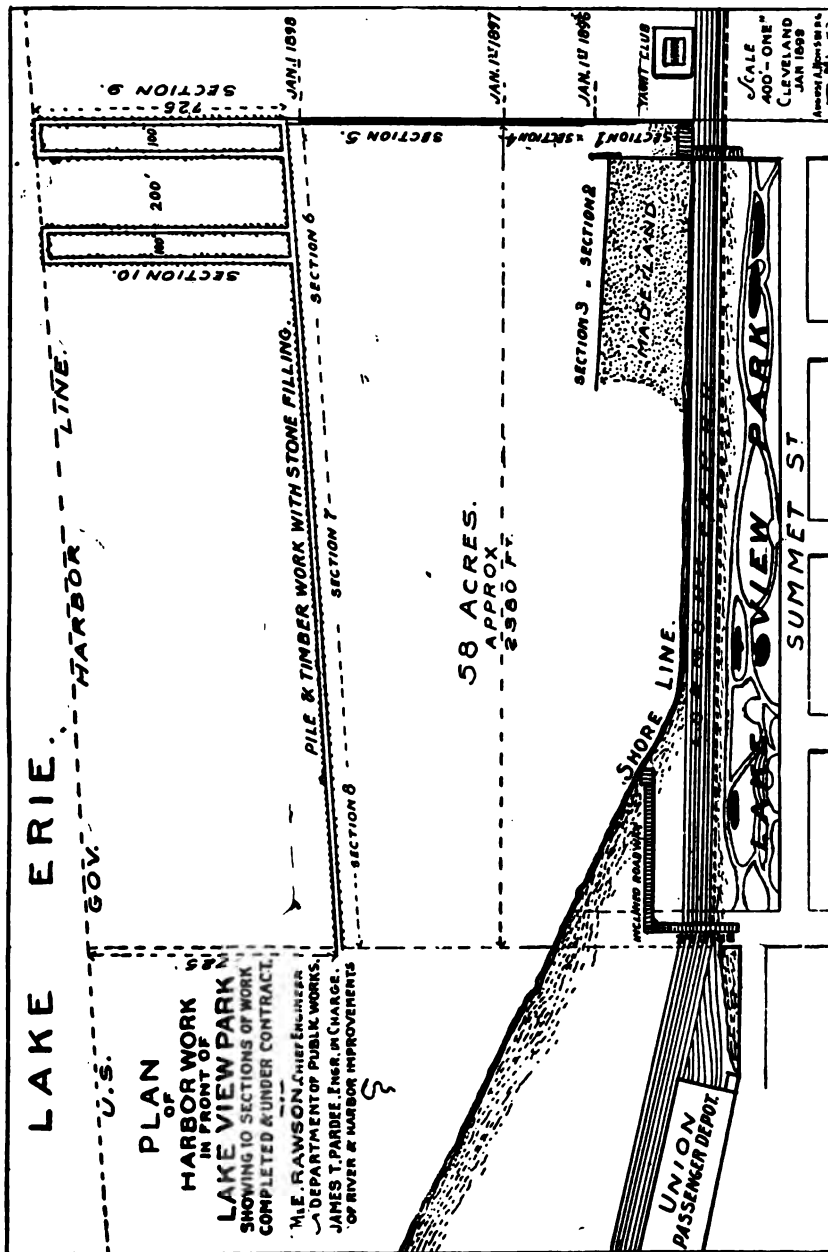 LAKE ERIE.
U.S. GOV. HARBOR LINE.
PLAN
OF
HARBOR WORK
IN FRONT OF
LAKE VIEW PARK
SHOWING 10 SECTIONS OF WORK
COMPLETED & UNDER CONTRACT.
M.E. RAWSON, CHIEF ENGINEER
DEPARTMENT OF PUBLIC WORKS.
JAMES T. PARDEE, ENGR. IN CHARGE.
OF RIVER & HARBOR IMPROVEMENTS
SECTION 9.
726
100'
200'
100'
SECTION 10.
JAN. 1 1898
PILE & TIMBER WORK WITH STONE FILLING.
SECTION 6
SECTION 7
SECTION 8
SECTION 5.
JAN. 1ST 1897
SECTION 4
58 ACRES.
APPROX
2380 FT.
JAN. 1ST 1896
SECTION 1
SECTION 3 - SECTION 2
MADE LAND
YACHT CLUB
SHORE LINE.
INCLINED ROADWAY
LAKE VIEW PARK
SUMMET ST
UNION
PASSENGER DEPOT.
SCALE
400'-ONE"
CLEVELAND
JAN 1898